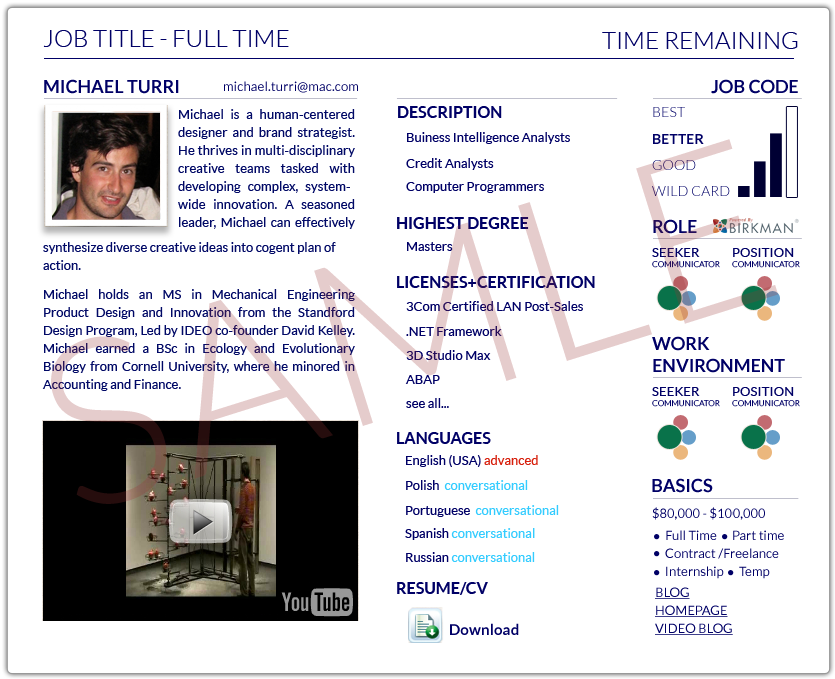 JOB TITLE - FULL TIME
TIME REMAINING
MICHAEL TURRI
michael.turri@mac.com
Michael is a human-centered
designer and brand strategist.
He thrives in multi-disciplinary
creative teams tasked with
developing complex, system-
wide innovation. A seasoned
leader, Michael can effectively
synthesize diverse creative ideas into cogent plan of
action.
Michael holds an MS in Mechanical Engineering
Product Design and Innovation from the Standford
Design Program, Led by IDEO co-founder David Kelley.
Michael earned a BSc in Ecology and Evolutionary
Biology from Cornell University, where he minored in
Accounting and Finance.
YouTube
DESCRIPTION
Buiness Intelligence Analysts
Credit Analysts
Computer Programmers
HIGHEST DEGREE
Masters
LICENSES+CERTIFICATION
3Com Certified LAN Post-Sales
.NET Framework
3D Studio Max
ABAP
see all...
LANGUAGES
English (USA) advanced
Polish conversational
Portuguese conversational
Spanish conversational
Russian conversational
RESUME/CV
Download
JOB CODE
BEST
BETTER
GOOD
WILD CARD
ROLE
Powered By
BIRKMAN
SEEKER
COMMUNICATOR
POSITION
COMMUNICATOR
WORK
ENVIRONMENT
SEEKER
COMMUNICATOR
POSITION
COMMUNICATOR
BASICS
$80,000 - $100,000
• Full Time • Part time
• Contract /Freelance
• Internship • Temp
BLOG
HOMEPAGE
VIDEO BLOG
SAMPLE